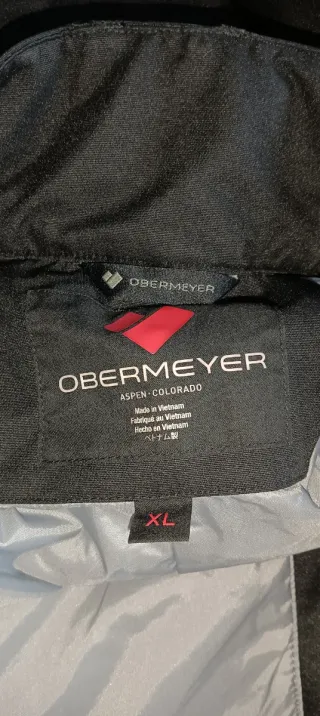 OBERMEYER
OBERMEYER
ASPEN·COLORADO
Made in Vietnam
Fabriqué au Vietnam
Hecho en Vietnam
ベトナム製
XL